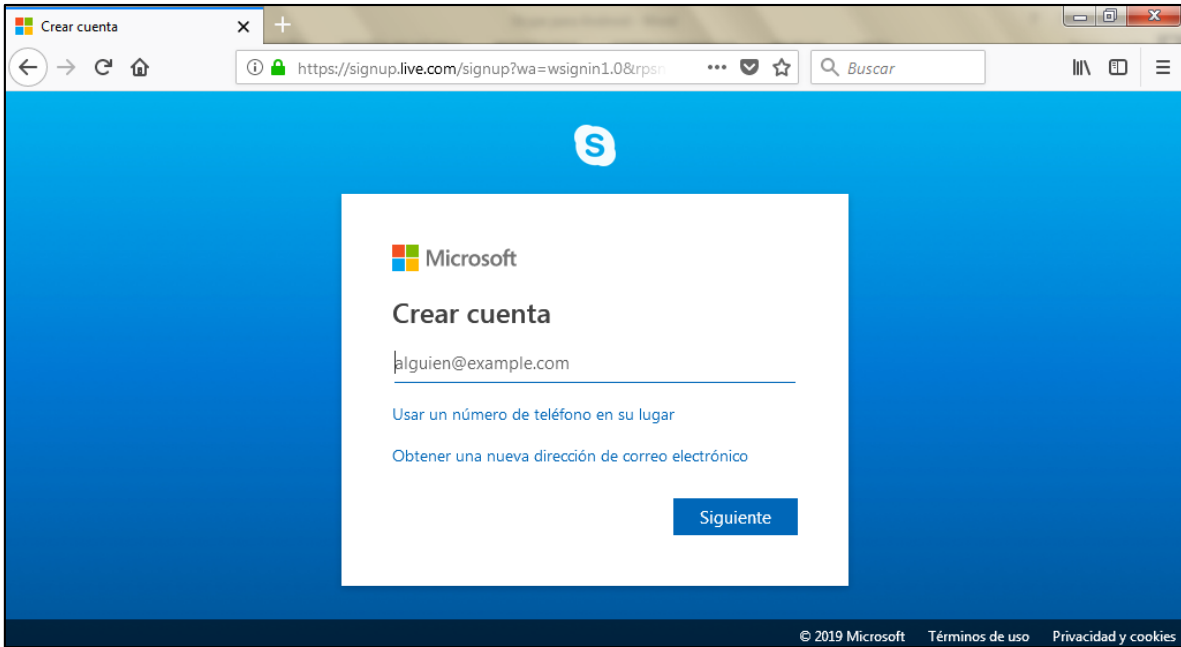 Crear cuenta
https://signup.live.com/signup?wa=wsignin1.0&rpsn
Buscar
S
Microsoft
Crear cuenta
alguien@example.com
Usar un número de teléfono en su lugar
Obtener una nueva dirección de correo electrónico
Siguiente
© 2019 Microsoft Términos de uso Privacidad y cookies